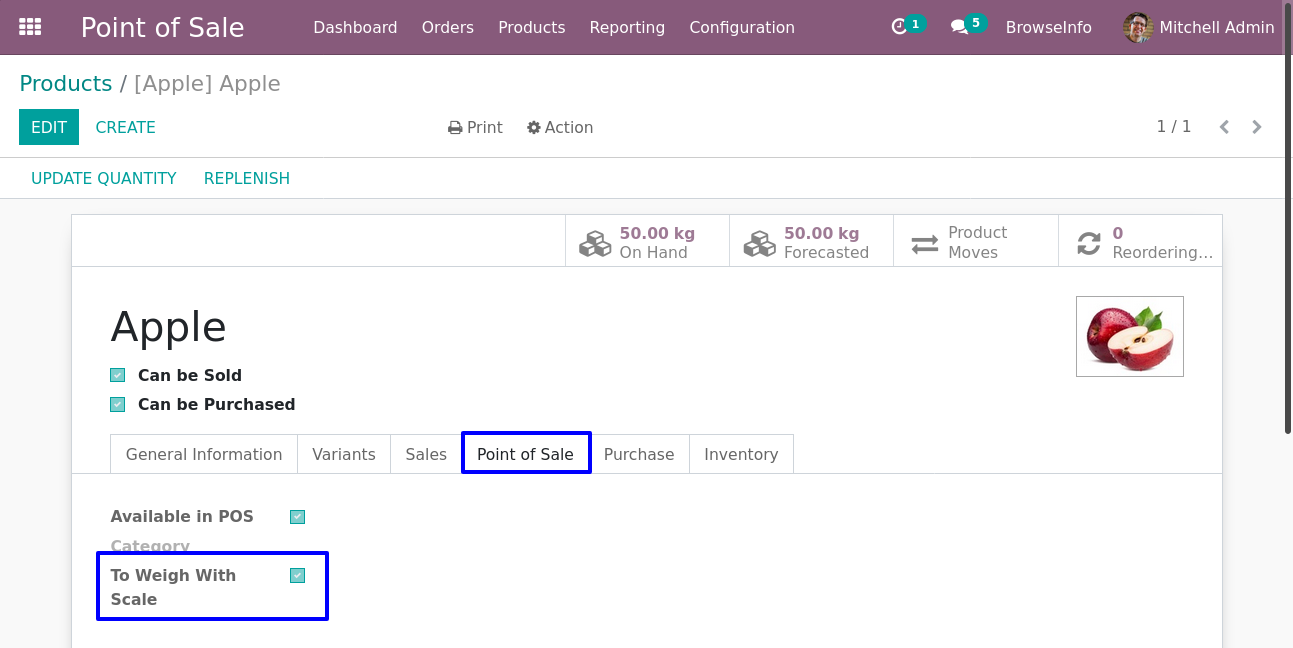 Point of Sale Dashboard Orders Products Reporting Configuration 1 5 BrowseInfo Mitchell Admin
Products / [Apple] Apple
EDIT CREATE Print Action 1 / 1
UPDATE QUANTITY REPLENISH
50.00 kg
On Hand
50.00 kg
Forecasted
Product
Moves
0
Reordering...
Apple
Can be Sold
Can be Purchased
General Information Variants Sales Point of Sale Purchase Inventory
Available in POS
Category
To Weigh With
Scale